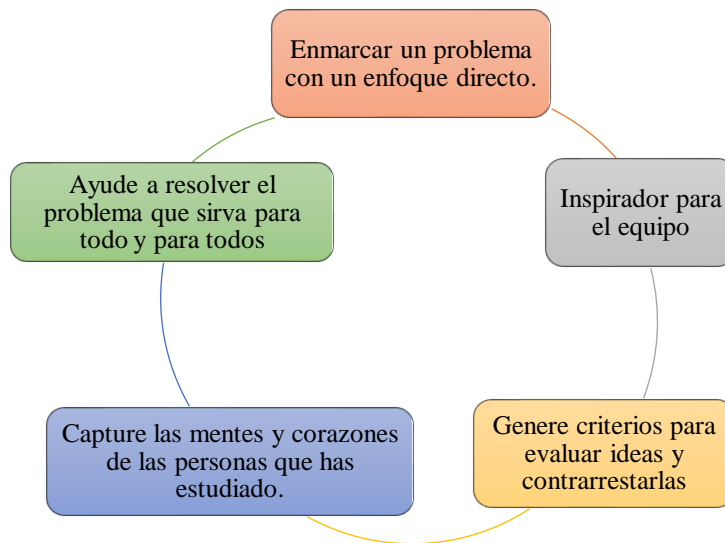 Enmarcar un problema
con un enfoque directo.
Inspirador para
el equipo
Genere criterios para
evaluar ideas y
contrarrestarlas
Capture las mentes y corazones
de las personas que has
estudiado.
Ayude a resolver el
problema que sirva para
todo y para todos